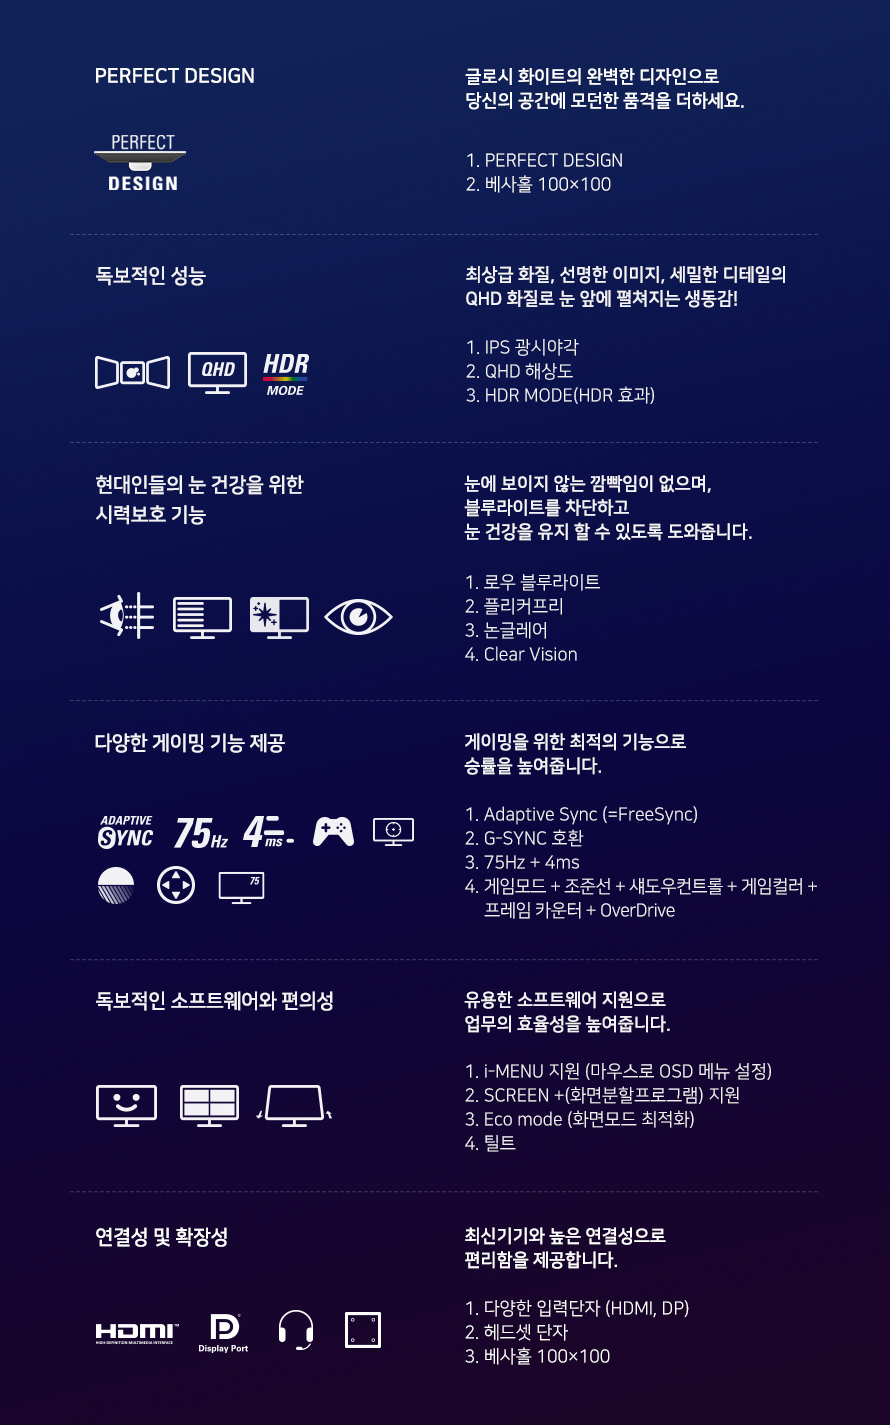 PERFECT DESIGN
글로시 화이트의 완벽한 디자인으로
당신의 공간에 모던한 품격을 더하세요.
PERFECT
DESIGN
1. PERFECT DESIGN
2. 베사홀 100×100
독보적인 성능
최상급 화질, 선명한 이미지, 세밀한 디테일의
QHD 화질로 눈 앞에 펼쳐지는 생동감!
QHD
HDR
MODE
1. IPS 광시야각
2. QHD 해상도
3. HDR MODE(HDR 효과)
현대인들의 눈 건강을 위한
시력보호 기능
눈에 보이지 않는 깜빡임이 없으며,
블루라이트를 차단하고
눈 건강을 유지 할 수 있도록 도와줍니다.
1. 로우 블루라이트
2. 플리커프리
3. 논글레어
4. Clear Vision
다양한 게이밍 기능 제공
게이밍을 위한 최적의 기능으로
승률을 높여줍니다.
ADAPTIVE
SYNC
75Hz
4ms
75
1. Adaptive Sync (=FreeSync)
2. G-SYNC 호환
3. 75Hz + 4ms
4. 게임모드 + 조준선 + 섀도우컨트롤 + 게임컬러 +
프레임 카운터 + OverDrive
독보적인 소프트웨어와 편의성
유용한 소프트웨어 지원으로
업무의 효율성을 높여줍니다.
1. i-MENU 지원 (마우스로 OSD 메뉴 설정)
2. SCREEN +(화면분할프로그램) 지원
3. Eco mode (화면모드 최적화)
4. 틸트
연결성 및 확장성
최신기기와 높은 연결성으로
편리함을 제공합니다.
HDMI™
HIGH-DEFINITION MULTIMEDIA INTERFACE
Display Port
1. 다양한 입력단자 (HDMI, DP)
2. 헤드셋 단자
3. 베사홀 100×100